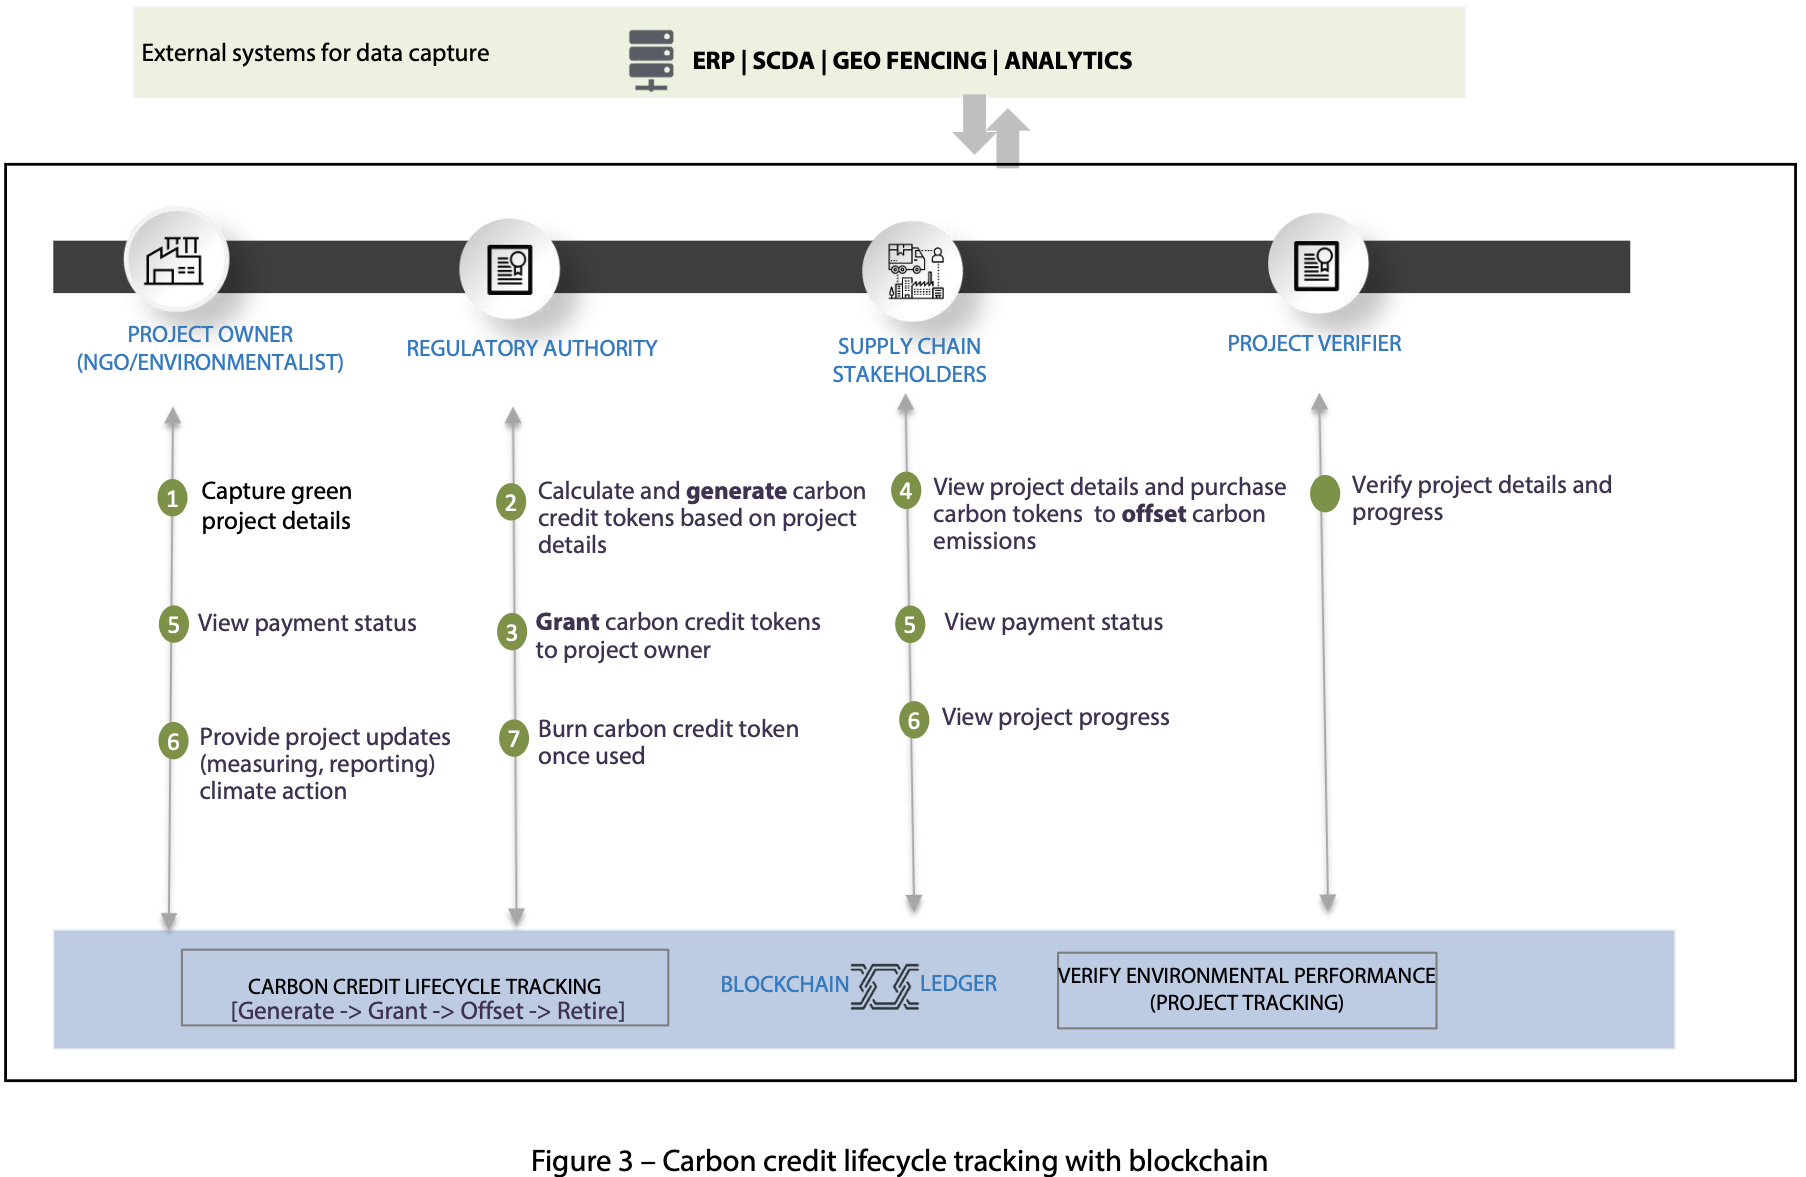 External systems for data capture
ERP | SCDA | GEO FENCING | ANALYTICS
PROJECT OWNER
(NGO/ENVIRONMENTALIST)
REGULATORY AUTHORITY
SUPPLY CHAIN
STAKEHOLDERS
PROJECT VERIFIER
1
Capture green
project details
5
View payment status
6
Provide project updates
(measuring, reporting)
climate action
2
Calculate and generate carbon
credit tokens based on project
details
3
Grant carbon credit tokens
to project owner
7
Burn carbon credit token
once used
4
View project details and purchase
carbon tokens to offset carbon
emissions
5
View payment status
6
View project progress
Verify project details and
progress
CARBON CREDIT LIFECYCLE TRACKING
[Generate -> Grant -> Offset -> Retire]
BLOCKCHAIN LEDGER
VERIFY ENVIRONMENTAL PERFORMANCE
(PROJECT TRACKING)
Figure 3 – Carbon credit lifecycle tracking with blockchain